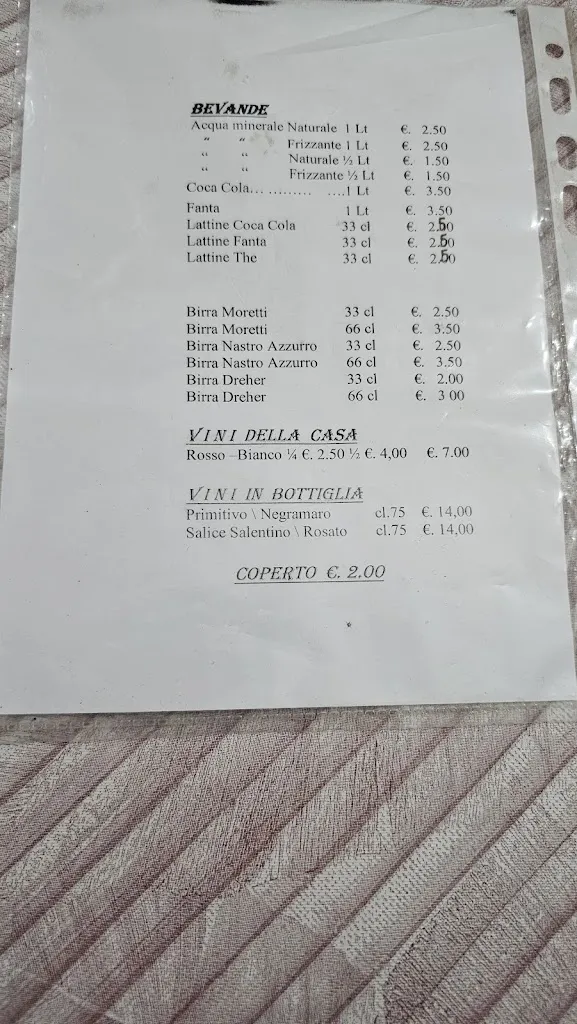 BEVANDE
Acqua minerale Naturale 1 Lt €. 2.50
“ “ Frizzante 1 Lt €. 2.50
“ “ Naturale ½ Lt €. 1.50
“ “ Frizzante ½ Lt €. 1.50
Coca Cola... ......... ....1 Lt €. 3.50
Fanta 1 Lt €. 3.50
Lattine Coca Cola 33 cl €. 2.50
Lattine Fanta 33 cl €. 2.50
Lattine The 33 cl €. 2.50
Birra Moretti 33 cl €. 2.50
Birra Moretti 66 cl €. 3.50
Birra Nastro Azzurro 33 cl €. 2.50
Birra Nastro Azzurro 66 cl €. 3.50
Birra Dreher 33 cl €. 2.00
Birra Dreher 66 cl €. 3 00
VINI DELLA CASA
Rosso –Bianco ¼ €. 2.50 ½ €. 4,00 €. 7.00
VINI IN BOTTIGLIA
Primitivo \ Negramaro cl.75 €. 14,00
Salice Salentino \ Rosato cl.75 €. 14,00
COPERTO €. 2.00